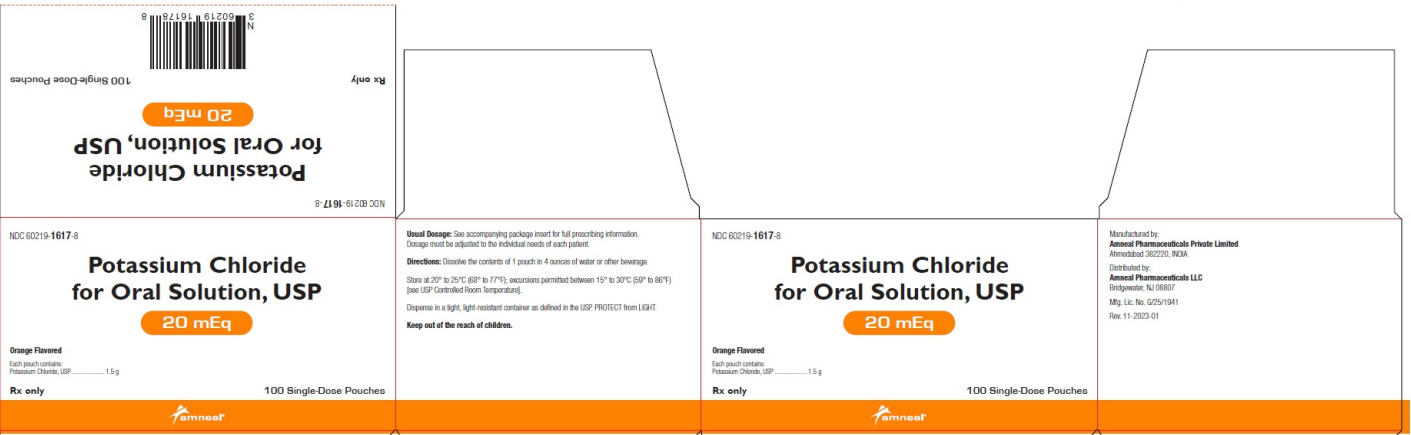 NDC 60219-1617-8
Potassium Chloride
for Oral Solution, USP
20 mEq
Rx only
100 Single-Dose Pouches
N
3 60219 16178 8
NDC 60219-1617-8
Potassium Chloride
for Oral Solution, USP
20 mEq
Orange Flavored
Each pouch contains:
Potassium Chloride, USP ..................... 1.5 g
Rx only
100 Single-Dose Pouches
amneal
Usual Dosage: See accompanying package insert for full prescribing information.
Dosage must be adjusted to the individual needs of each patient.
Directions: Dissolve the contents of 1 pouch in 4 ounces of water or other beverage.
Store at 20° to 25°C (68° to 77°F); excursions permitted between 15° to 30°C (59° to 86°F)
[see USP Controlled Room Temperature].
Dispense in a tight, light-resistant container as defined in the USP. PROTECT from LIGHT.
Keep out of the reach of children.
NDC 60219-1617-8
Potassium Chloride
for Oral Solution, USP
20 mEq
Orange Flavored
Each pouch contains:
Potassium Chloride, USP ..................... 1.5 g
Rx only
100 Single-Dose Pouches
amneal
Manufactured by:
Amneal Pharmaceuticals Private Limited
Ahmedabad 382220, INDIA
Distributed by:
Amneal Pharmaceuticals LLC
Bridgewater, NJ 08807
Mfg. Lic. No. G/25/1941
Rev. 11-2023-01